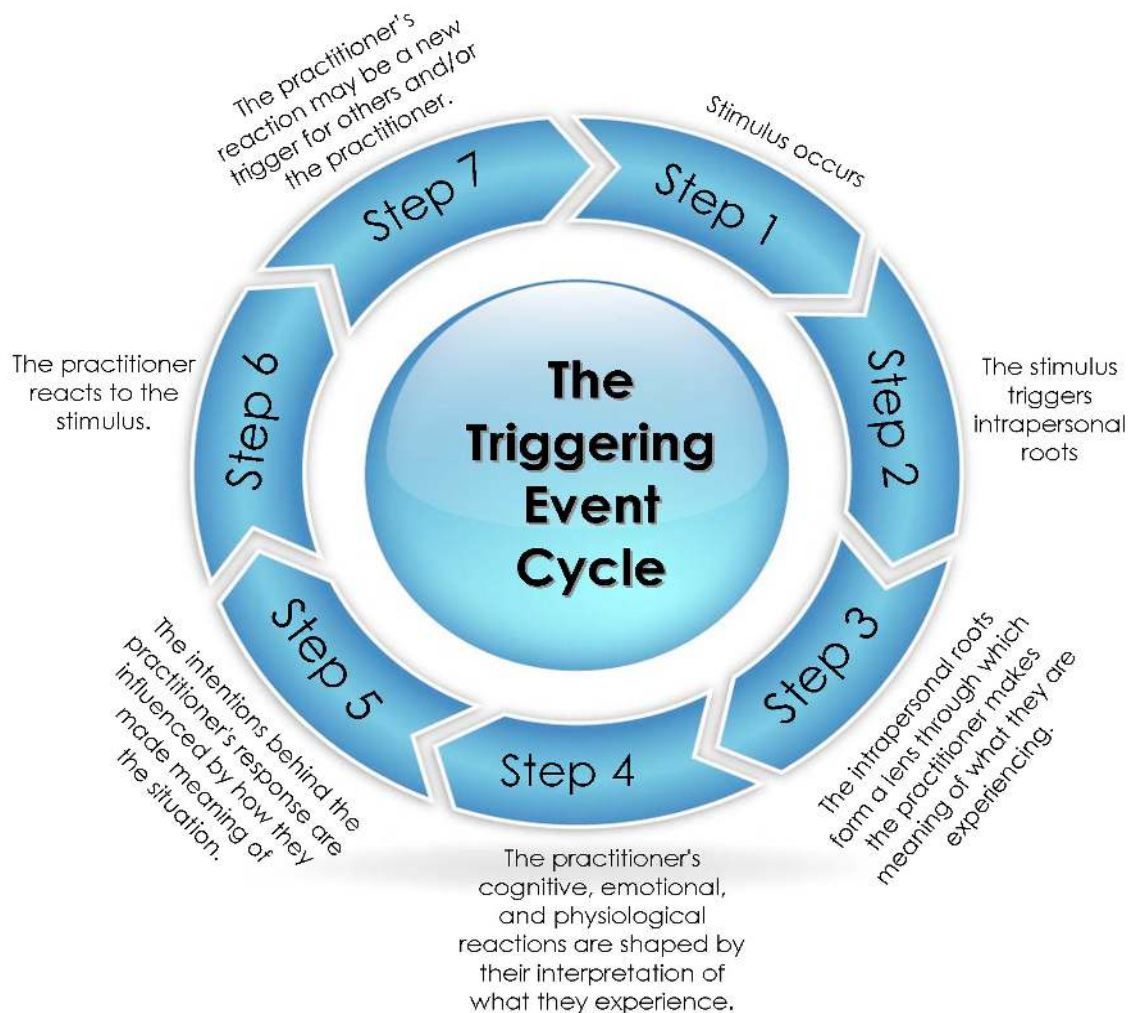 The
Triggering
Event
Cycle
Step 1
Stimulus occurs
Step 2
The stimulus
triggers
intrapersonal
roots
Step 3
The intrapersonal roots
form a lens through which
the practitioner makes
meaning of what they are
experiencing.
Step 4
The practitioner's
cognitive, emotional,
and physiological
reactions are shaped by
their interpretation of
what they experience.
Step 5
The intentions behind the
practitioner's response are
influenced by how they
made meaning of
the situation.
Step 6
The practitioner
reacts to the
stimulus.
Step 7
The practitioner's
reaction may be a new
trigger for others and/or
the practitioner.